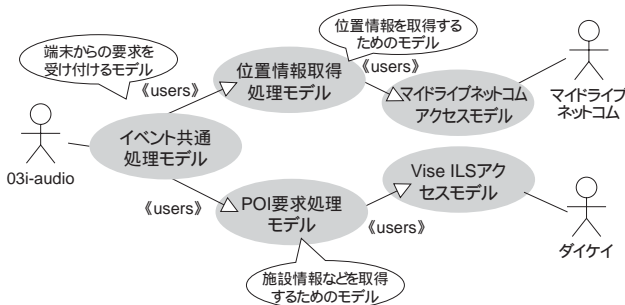 端末からの要求を
受け付けるモデル
位置情報を取得する
ためのモデル
《users》
位置情報取得
処理モデル
《users》
マイドライブネットコム
アクセスモデル
マイドライブ
ネットコム
03i-audio
イベント共通
処理モデル
《users》
POI要求処理
モデル
《users》
Vise ILSアク
セスモデル
ダイケイ
施設情報などを取得
するためのモデル